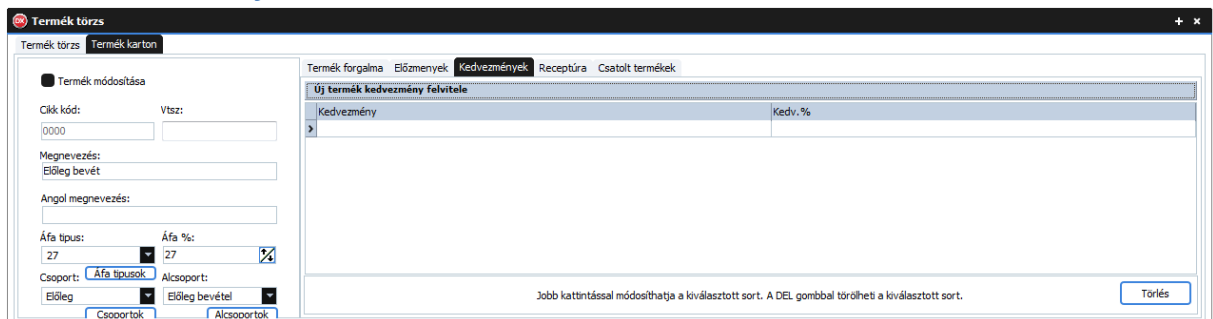 Termék törzs
Termék törzs Termék karton
Termék módosítása
Cikk kód: Vtsz:
0000
Megnevezés:
Előleg bevét
Angol megnevezés:
Áfa tipus: Áfa %:
27 27
Áfa tipusok
Csoport: Alcsoport:
Előleg Előleg bevétel
Csoportok Alcsoportok
Termék forgalma Előzmenyek Kedvezmények Receptúra Csatolt termékek
Új termék kedvezmény felvitele
Kedvezmény Kedv.%
Jobb kattintással módosíthatja a kiválasztott sort. A DEL gombbal törölheti a kiválasztott sort.
Törlés